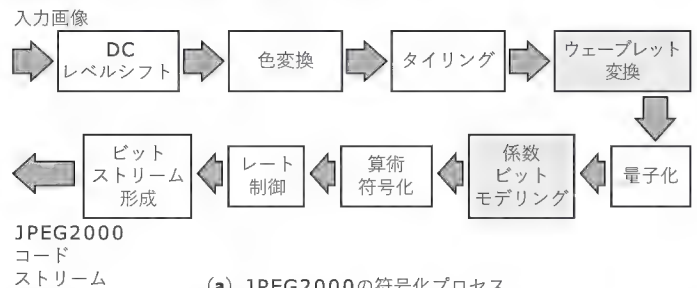 入力画像
DC
レベルシフト
色変換
タイリング
ウェーブレット
変換
ビット
ストリーム
形成
レート
制御
算術
符号化
係数
ビット
モデリング
量子化
JPEG2000
コード
ストリーム
(a) JPEG2000の符号化プロセス